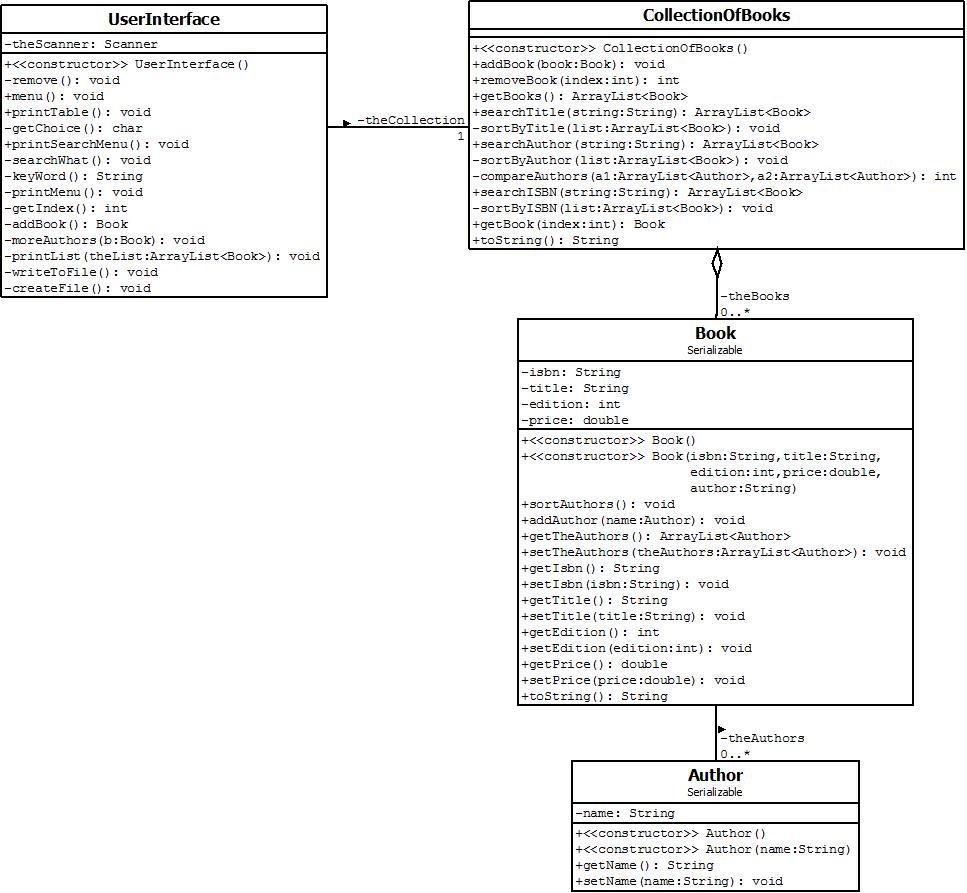 UserInterface
-theScanner: Scanner
+<<constructor>> UserInterface()
-remove(): void
+menu(): void
+printTable(): void
-getChoice(): char
+printSearchMenu(): void
-searchWhat(): void
-keyWord(): String
-printMenu(): void
-getIndex(): int
-addBook(): Book
-moreAuthors(b:Book): void
-printList(theList:ArrayList<Book>): void
-writeToFile(): void
-createFile(): void
-theCollection
1
CollectionOfBooks
+<<constructor>> CollectionOfBooks()
+addBook(book:Book): void
+removeBook(index:int): int
+getBooks(): ArrayList<Book>
+searchTitle(string:String): ArrayList<Book>
-sortByTitle(list:ArrayList<Book>): void
+searchAuthor(string:String): ArrayList<Book>
-sortByAuthor(list:ArrayList<Book>): void
-compareAuthors(a1:ArrayList<Author>,a2:ArrayList<Author>): int
+searchISBN(string:String): ArrayList<Book>
-sortByISBN(list:ArrayList<Book>): void
+getBook(index:int): Book
+toString(): String
-theBooks
0..*
Book
Serializable
-isbn: String
-title: String
-edition: int
-price: double
+<<constructor>> Book()
+<<constructor>> Book(isbn:String,title:String,
edition:int,price:double,
author:String)
+sortAuthors(): void
+addAuthor(name:Author): void
+getTheAuthors(): ArrayList<Author>
+setTheAuthors(theAuthors:ArrayList<Author>): void
+getIsbn(): String
+setIsbn(isbn:String): void
+getTitle(): String
+setTitle(title:String): void
+getEdition(): int
+setEdition(edition:int): void
+getPrice(): double
+setPrice(price:double): void
+toString(): String
-theAuthors
0..*
Author
Serializable
-name: String
+<<constructor>> Author()
+<<constructor>> Author(name:String)
+getName(): String
+setName(name:String): void